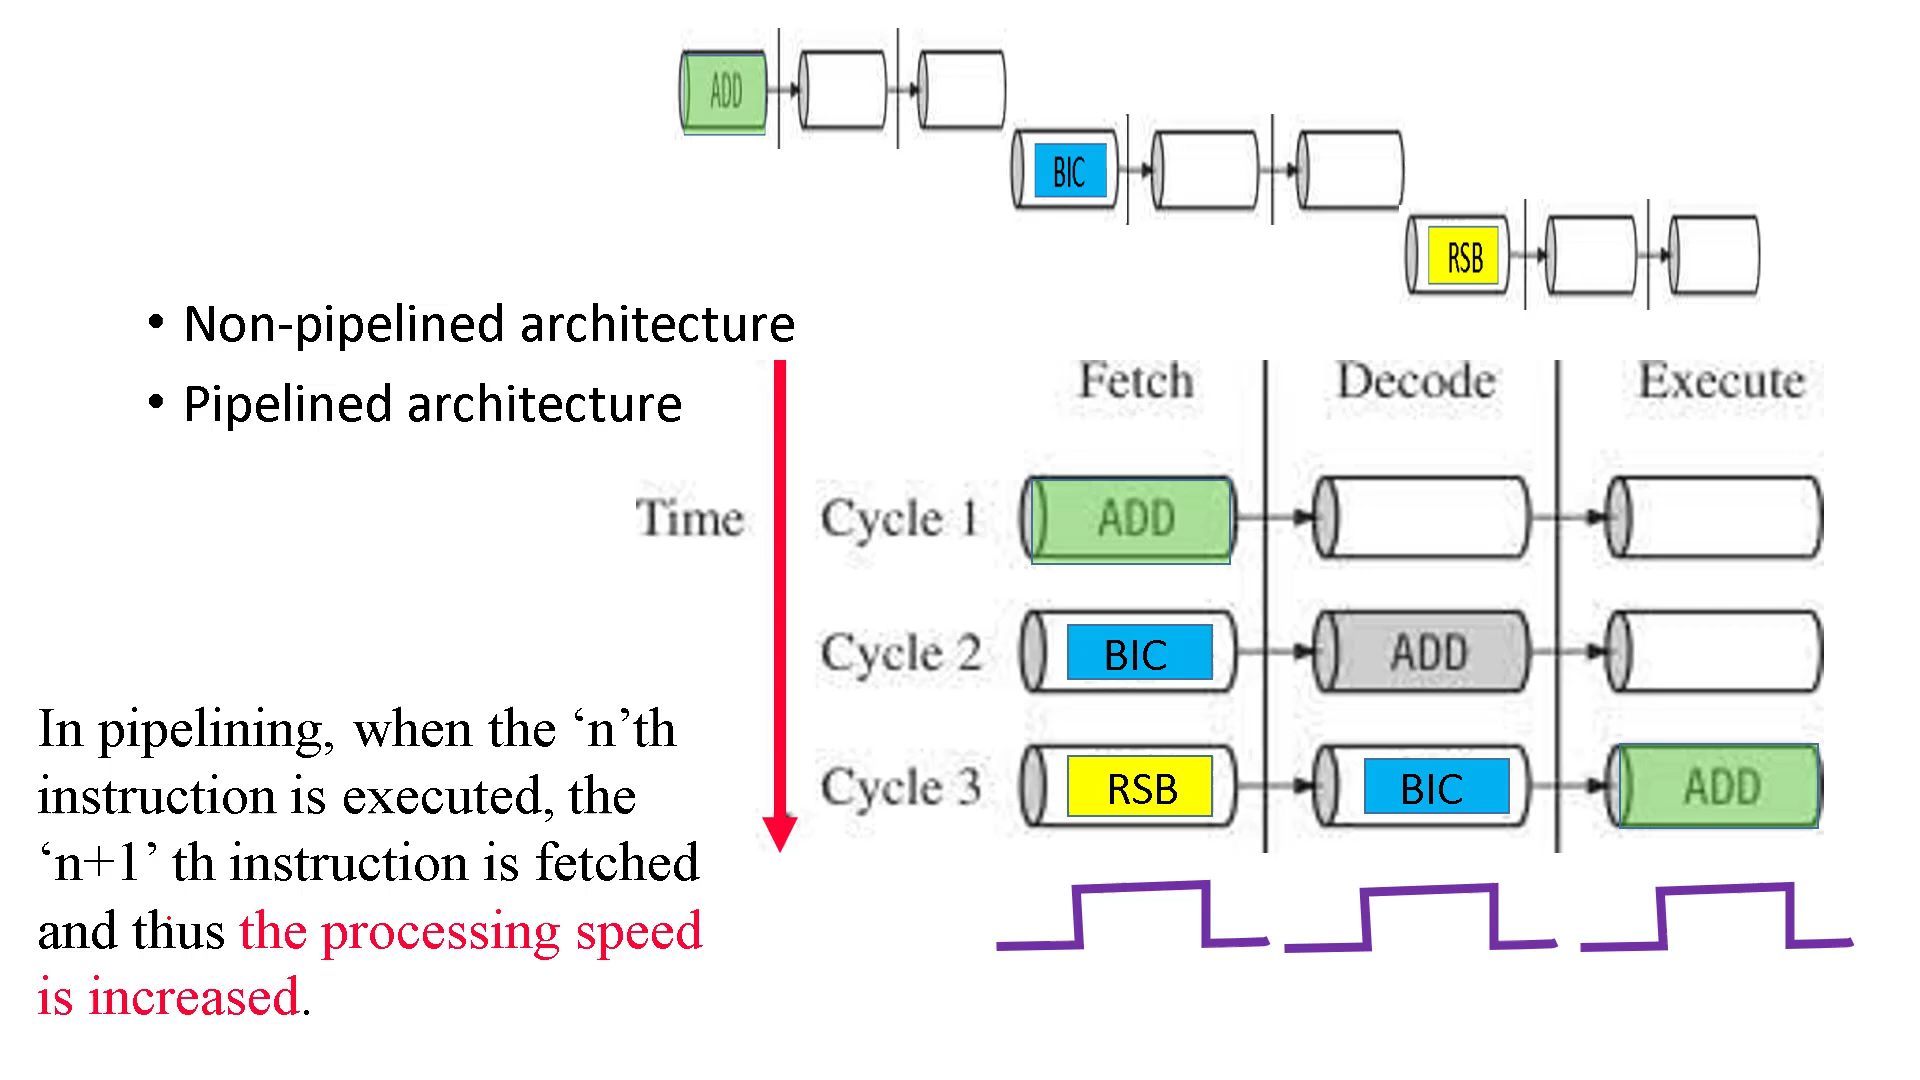 ADD
BIC
RSB
• Non-pipelined architecture
• Pipelined architecture
Fetch Decode Execute
Time Cycle 1 ADD
Cycle 2 BIC ADD
Cycle 3 RSB BIC ADD
In pipelining, when the ‘n’th
instruction is executed, the
‘n+1’ th instruction is fetched
and thus the processing speed
is increased.